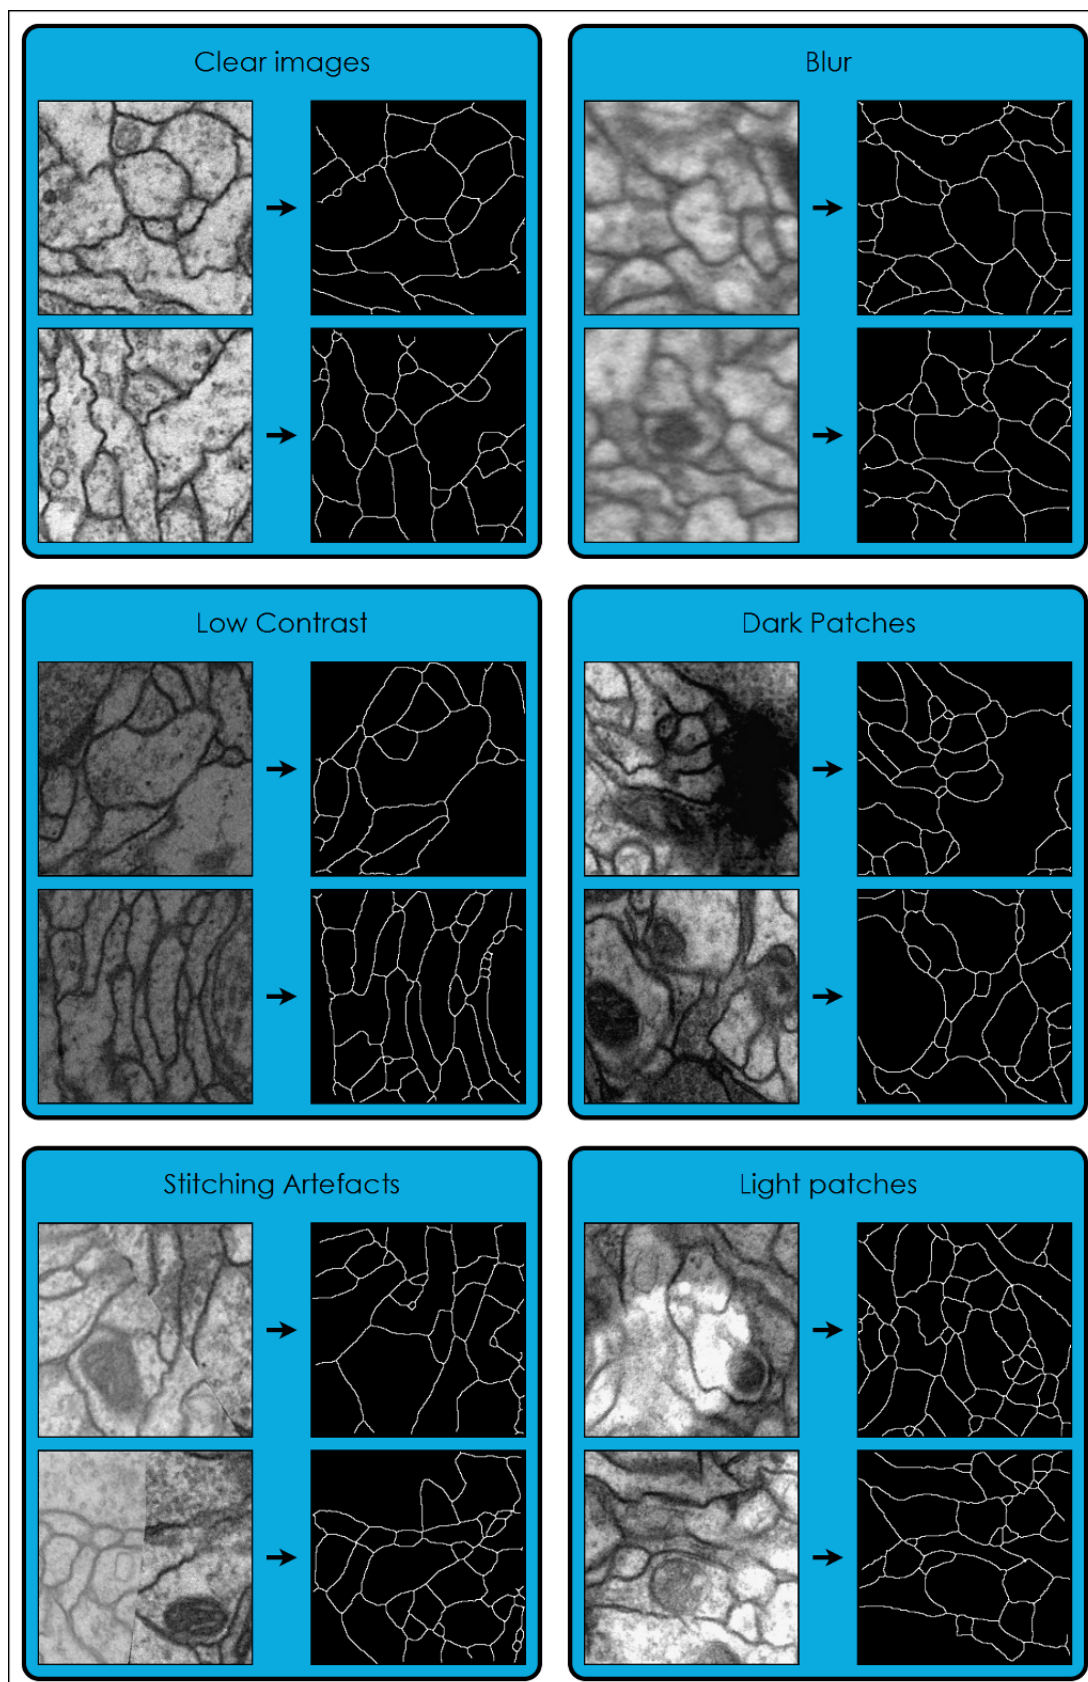 Clear images
Blur
Low Contrast
Dark Patches
Stitching Artefacts
Light patches